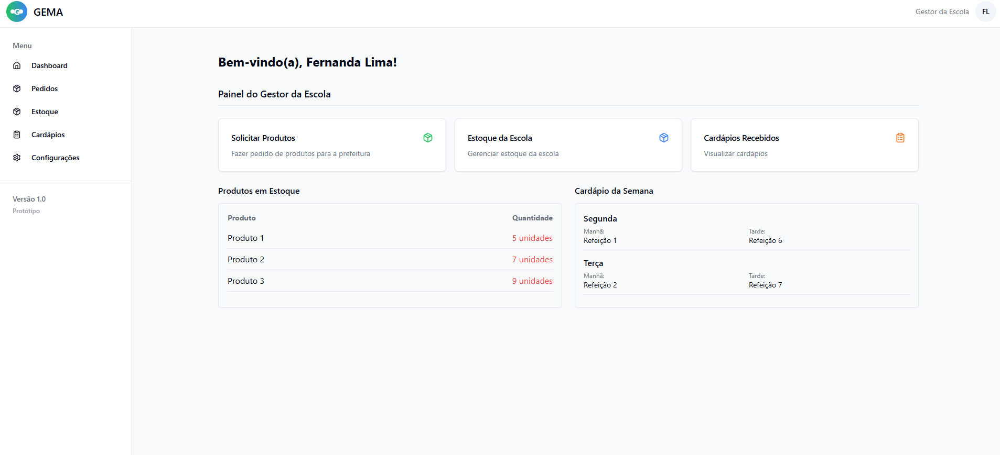 G
GEMA
Gestor da Escola
FL
Menu
Dashboard
Pedidos
Estoque
Cardápios
Configurações
Versão 1.0
Protótipo
Bem-vindo(a), Fernanda Lima!
Painel do Gestor da Escola
Solicitar Produtos
Fazer pedido de produtos para a prefeitura
Estoque da Escola
Gerenciar estoque da escola
Cardápios Recebidos
Visualizar cardápios
Produtos em Estoque
Produto Quantidade
Produto 1 5 unidades
Produto 2 7 unidades
Produto 3 9 unidades
Cardápio da Semana
Segunda
Manhã: Tarde:
Refeição 1 Refeição 6
Terça
Manhã: Tarde:
Refeição 2 Refeição 7